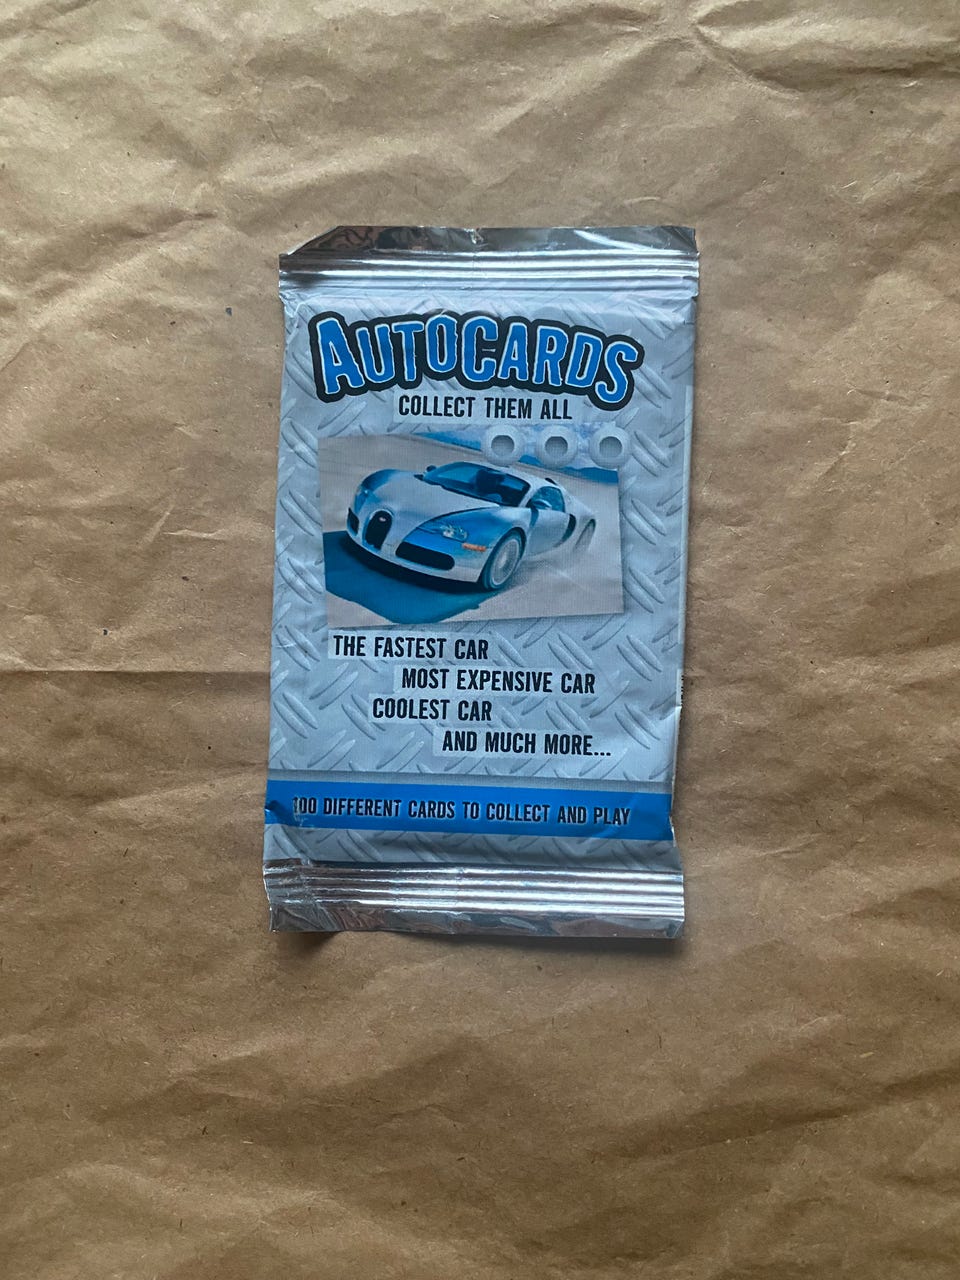 AUTOCARDS
COLLECT THEM ALL
THE FASTEST CAR
MOST EXPENSIVE CAR
COOLEST CAR
AND MUCH MORE...
100 DIFFERENT CARDS TO COLLECT AND PLAY